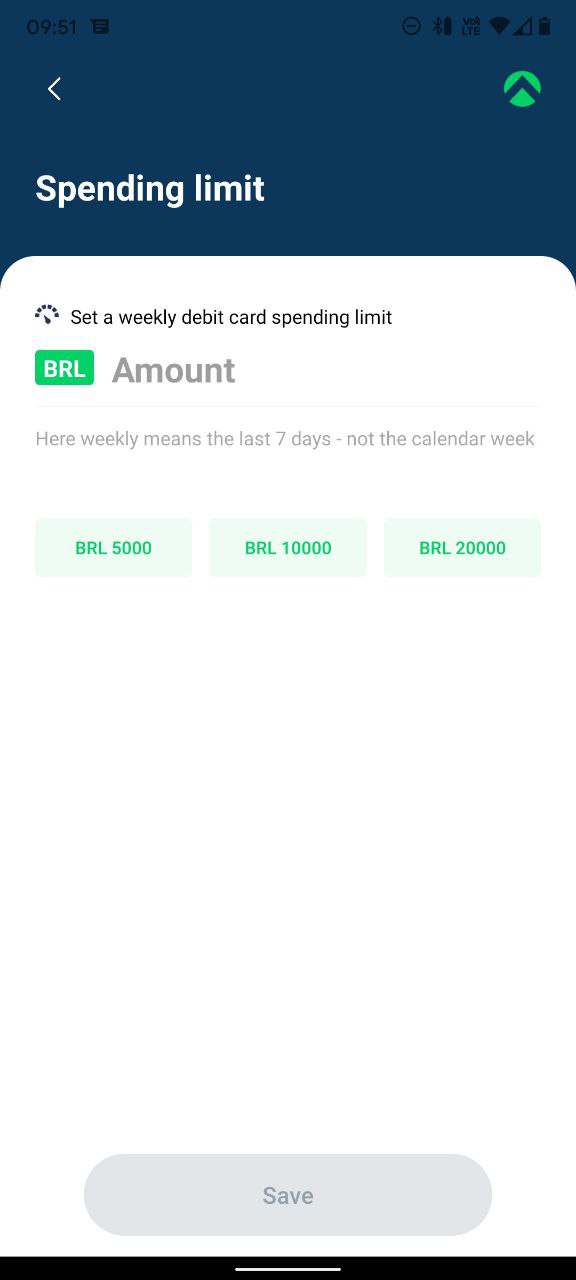 09:51
Vo)) LTE
Spending limit
Set a weekly debit card spending limit
BRL Amount
Here weekly means the last 7 days - not the calendar week
BRL 5000 BRL 10000 BRL 20000
Save